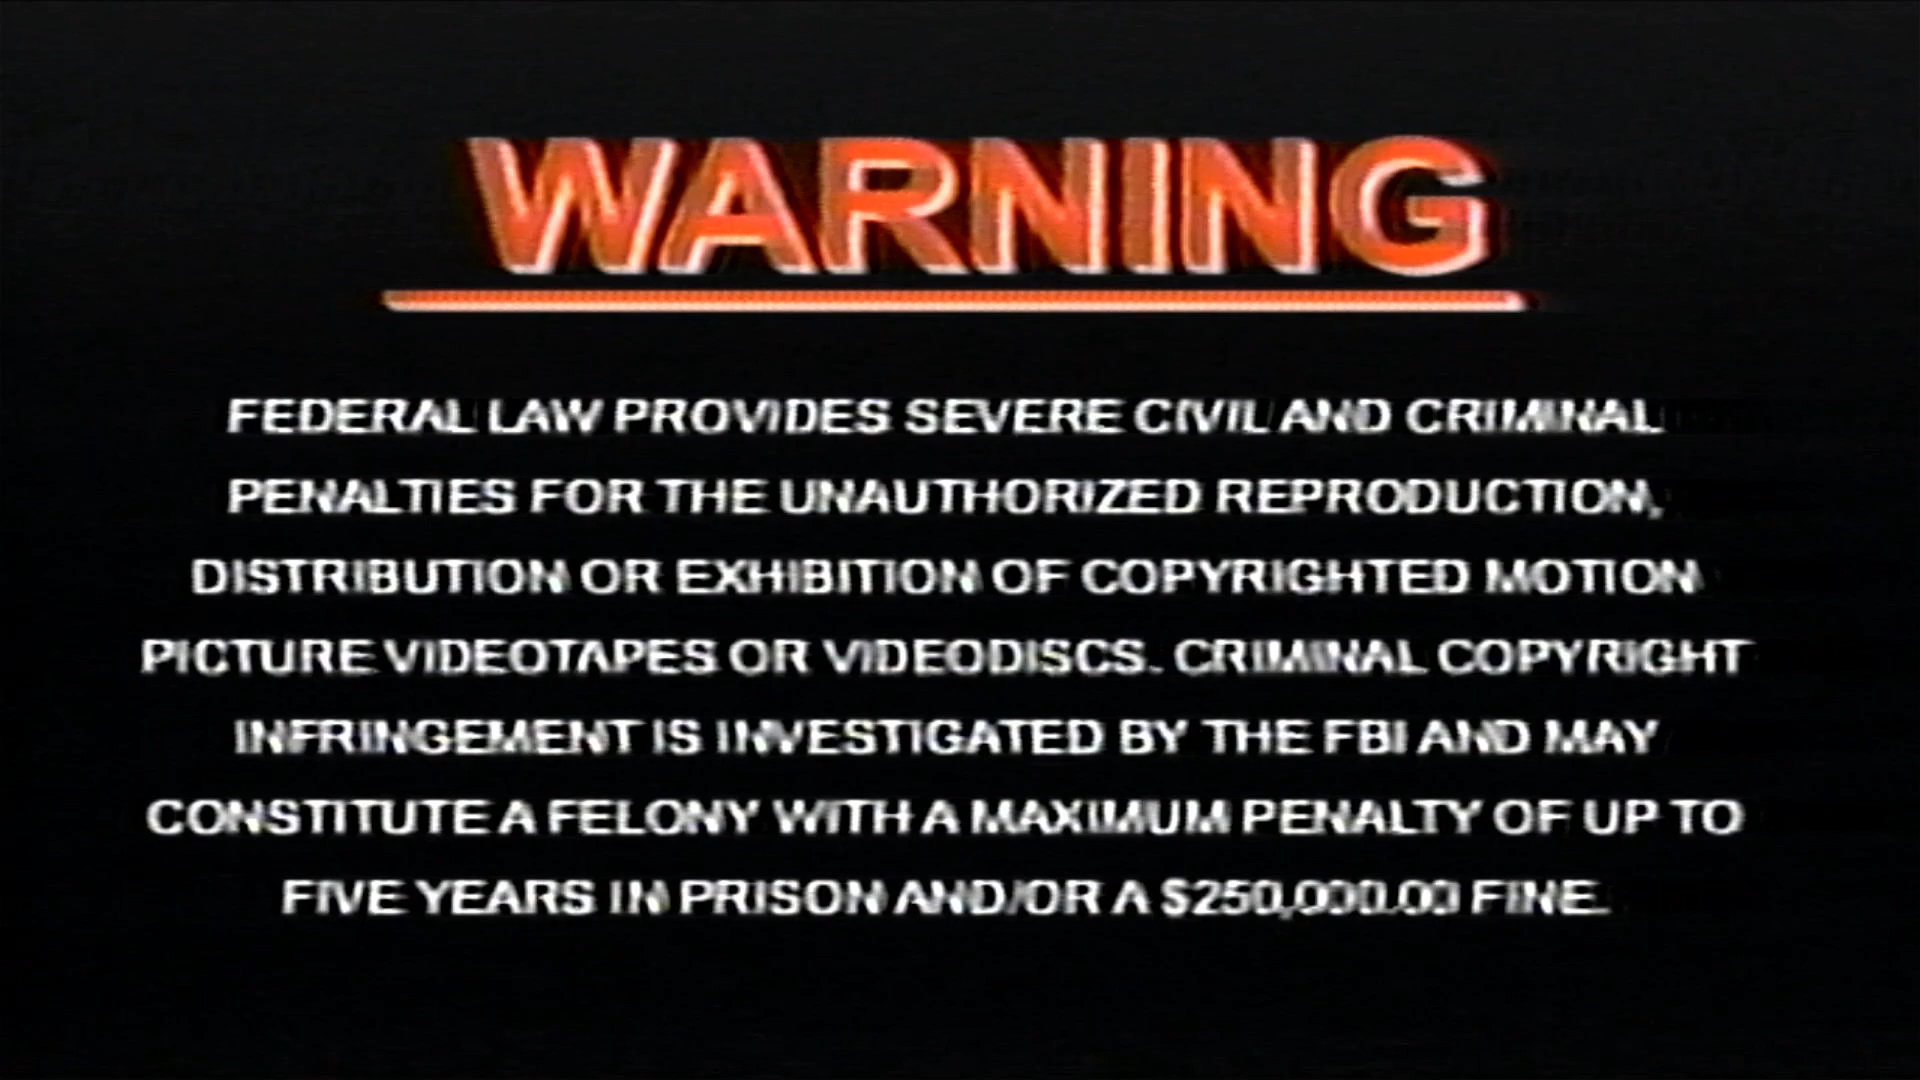 WARNING
FEDERAL LAW PROVIDES SEVERE CIVIL AND CRIMINAL
PENALTIES FOR THE UNAUTHORIZED REPRODUCTION,
DISTRIBUTION OR EXHIBITION OF COPYRIGHTED MOTION
PICTURE VIDEOTAPES OR VIDEODISCS. CRIMINAL COPYRIGHT
INFRINGEMENT IS INVESTIGATED BY THE FBI AND MAY
CONSTITUTE A FELONY WITH A MAXIMUM PENALTY OF UP TO
FIVE YEARS IN PRISON AND/OR A $250,000.00 FINE.